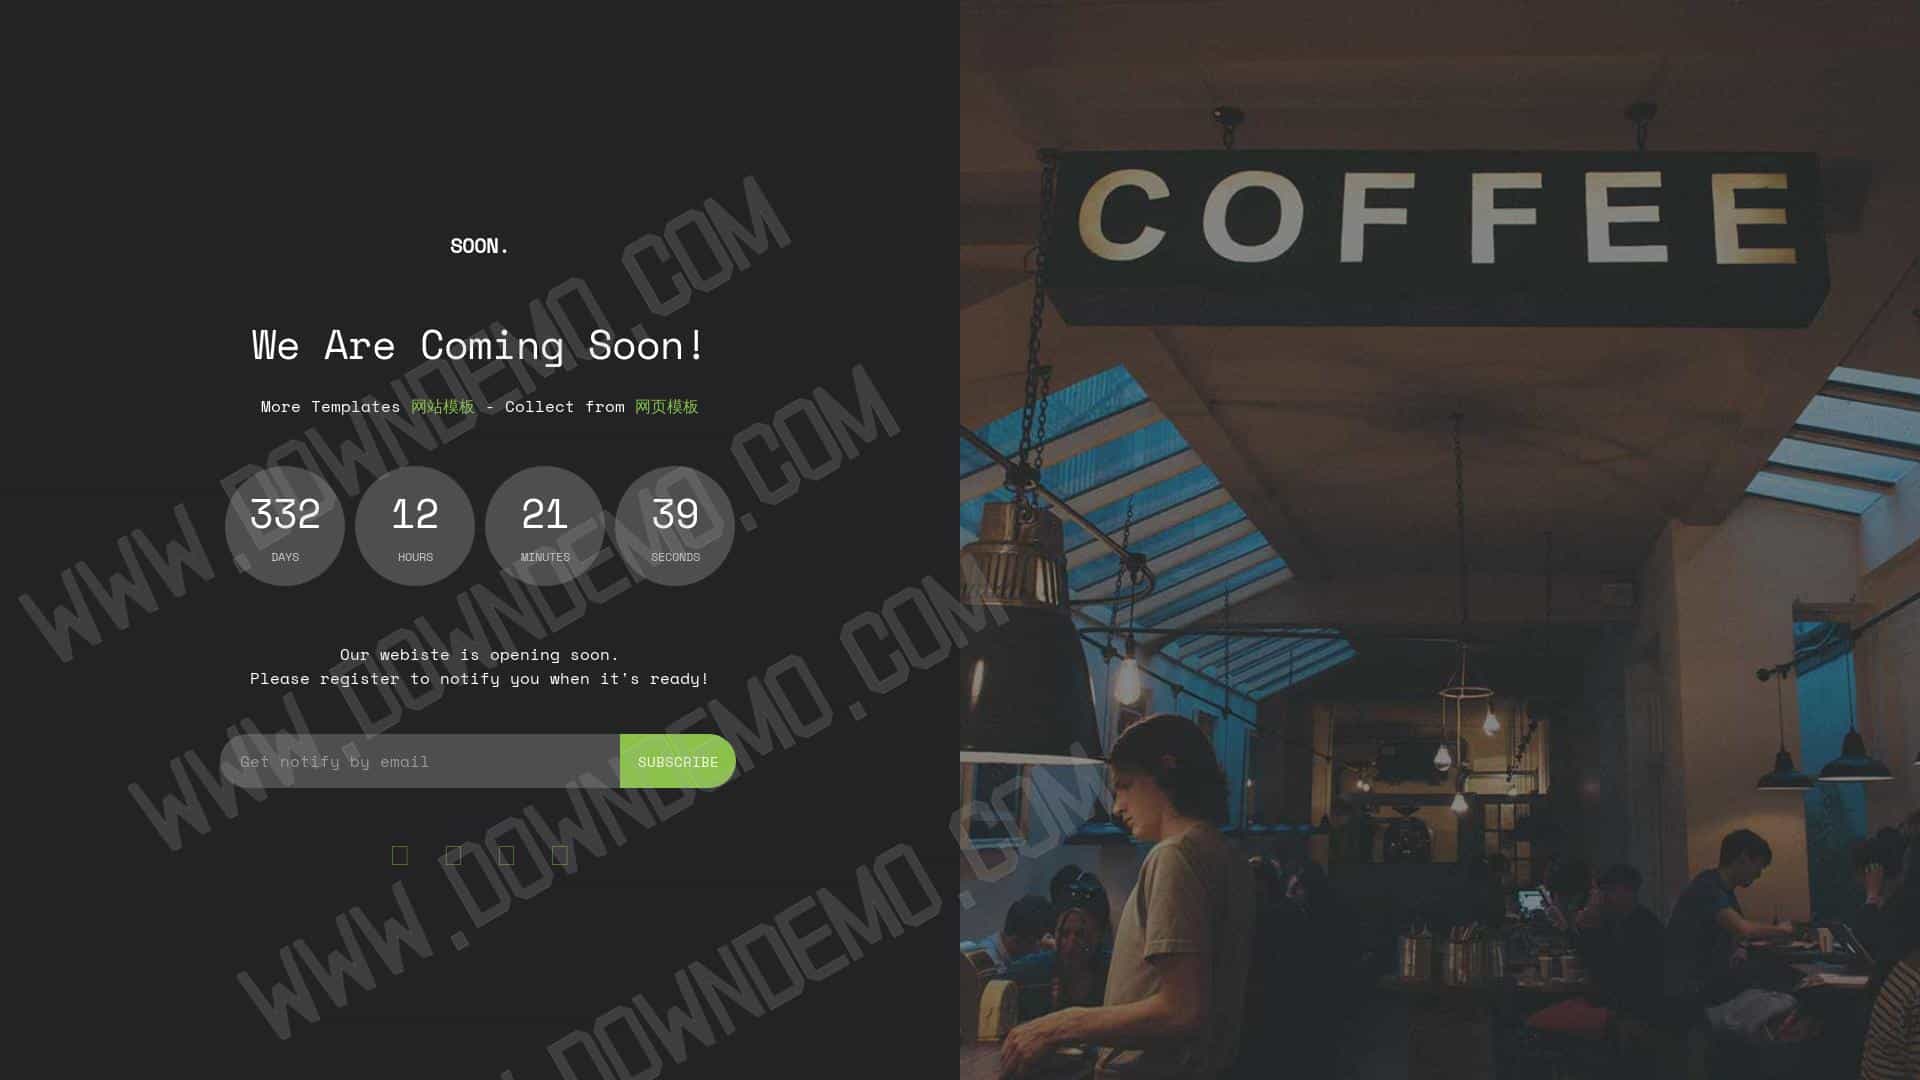 SOON.
We Are Coming Soon!
More Templates 网站模板 - Collect from 网页模板
332
DAYS
12
HOURS
21
MINUTES
39
SECONDS
Our webiste is opening soon.
Please register to notify you when it's ready!
Get notify by email
SUBSCRIBE
COFFEE
WWW.DOWNDEMO.COM
WWW.DOWNDEMO.COM
WWW.DOWNDEMO.COM
.DOWNDEMO.COM